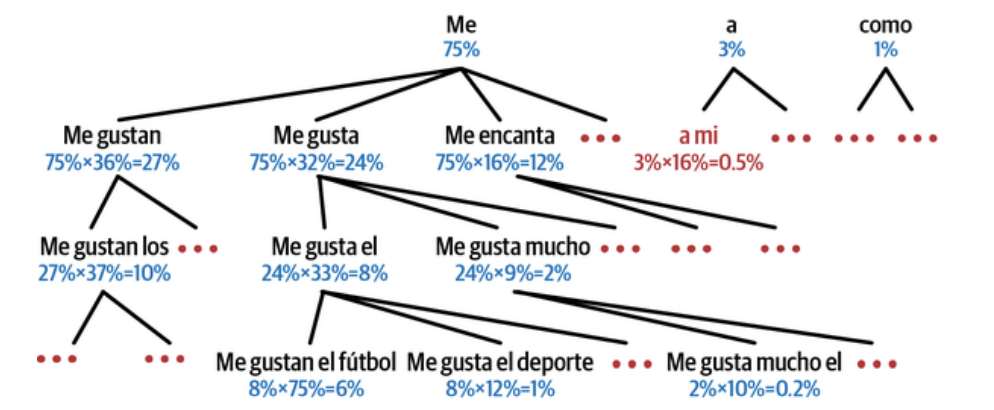 Me a como
75% 3% 1%
Me gustan Me gusta Me encanta ... a mi ... ... ...
75%×36%=27% 75%×32%=24% 75%×16%=12% 3%×16%=0.5%
Me gustan los ... Me gusta el Me gusta mucho ... ... ...
27%×37%=10% 24%×33%=8% 24%×9%=2%
... ... Me gustan el fútbol Me gusta el deporte ... Me gusta mucho el ...
8%×75%=6% 8%×12%=1% 2%×10%=0.2%